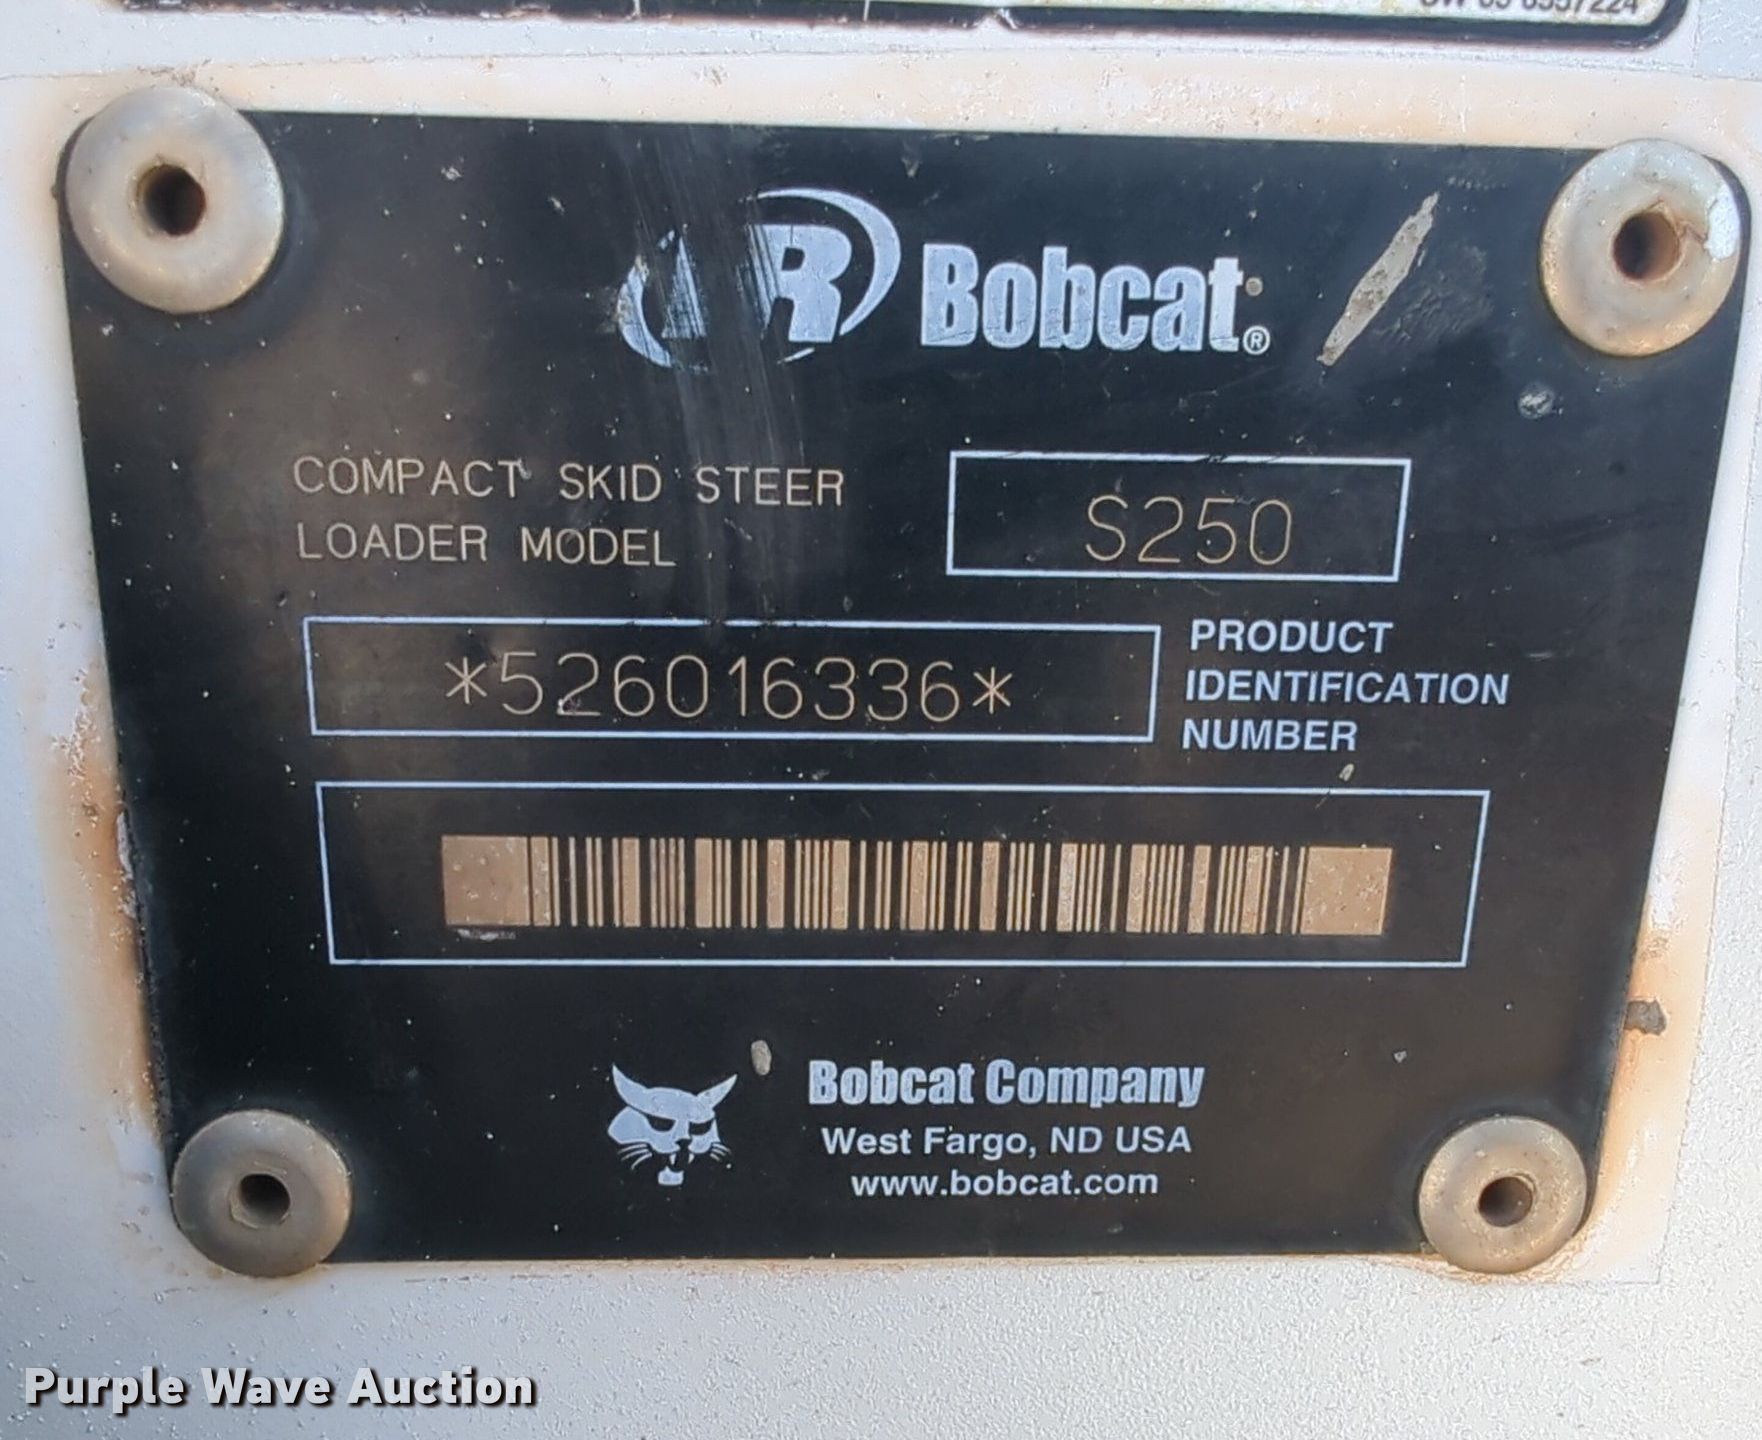 IR Bobcat®
COMPACT SKID STEER
LOADER MODEL
S250
*526016336*
PRODUCT
IDENTIFICATION
NUMBER
Bobcat Company
West Fargo, ND USA
www.bobcat.com
Purple Wave Auction